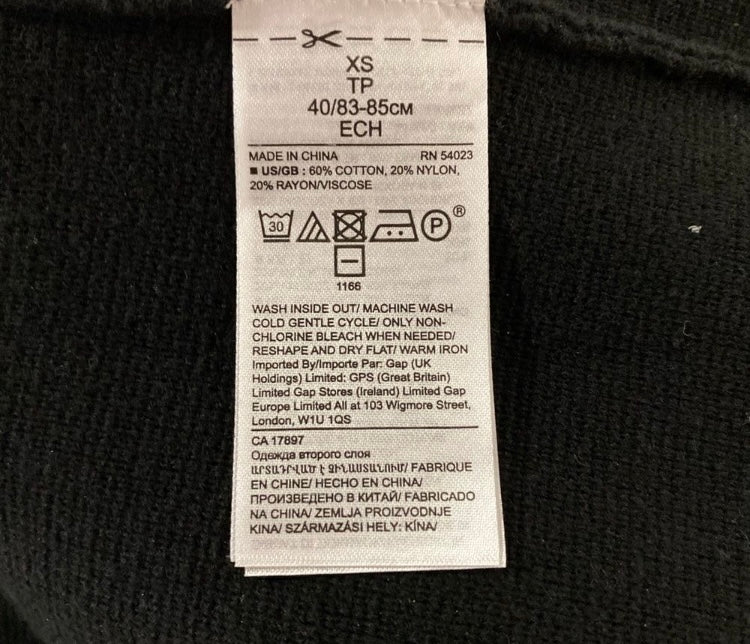 XS
TP
40/83-85см
ECH
MADE IN CHINA RN 54023
■ US/GB : 60% COTTON, 20% NYLON,
20% RAYON/VISCOSE
30 P ®
1166
WASH INSIDE OUT/ MACHINE WASH
COLD GENTLE CYCLE/ ONLY NON-
CHLORINE BLEACH WHEN NEEDED/
RESHAPE AND DRY FLAT/ WARM IRON
Imported By/Importe Par: Gap (UK
Holdings) Limited: GPS (Great Britain)
Limited Gap Stores (Ireland) Limited Gap
Europe Limited All at 103 Wigmore Street,
London, W1U 1QS
CA 17897
Одежда второго слоя
ԱՐՏԱԴՐՎԱԾ Է ՉԻՆԱՍՏԱՆՈՒՄ/ FABRIQUE
EN CHINE/ HECHO EN CHINA/
ПРОИЗВЕДЕНО В КИТАЙ/ FABRICADO
NA CHINA/ ZEMLJA PROIZVODNJE
KINA/ SZÁRMAZÁSI HELY: KÍNA/